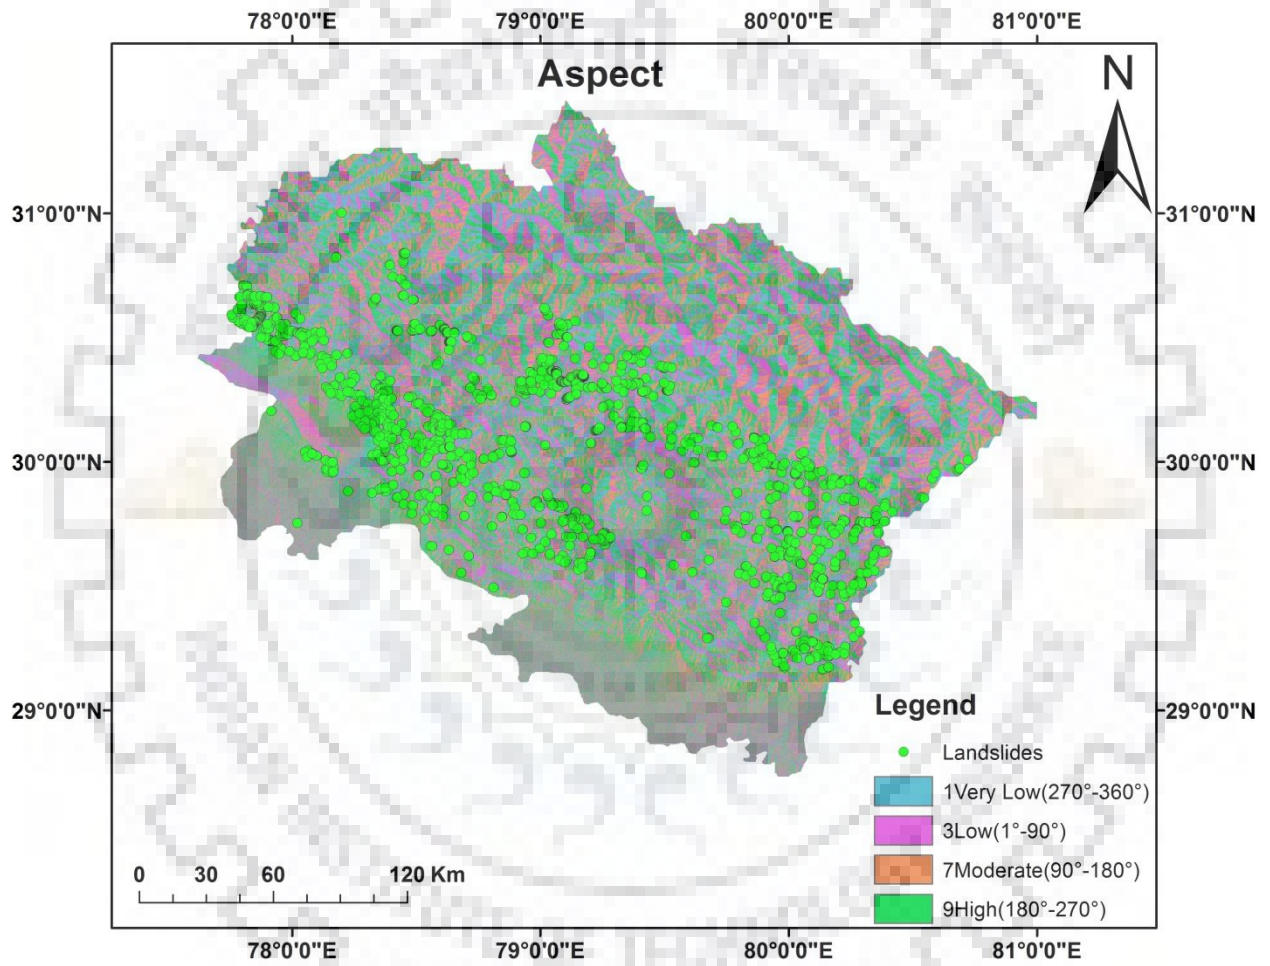 78°0'0"E 79°0'0"E 80°0'0"E 81°0'0"E
Aspect
N
31°0'0"N 31°0'0"N
30°0'0"N 30°0'0"N
29°0'0"N 29°0'0"N
Legend
Landslides
1Very Low(270°-360°)
3Low(1°-90°)
7Moderate(90°-180°)
9High(180°-270°)
0 30 60 120 Km
78°0'0"E 79°0'0"E 80°0'0"E 81°0'0"E